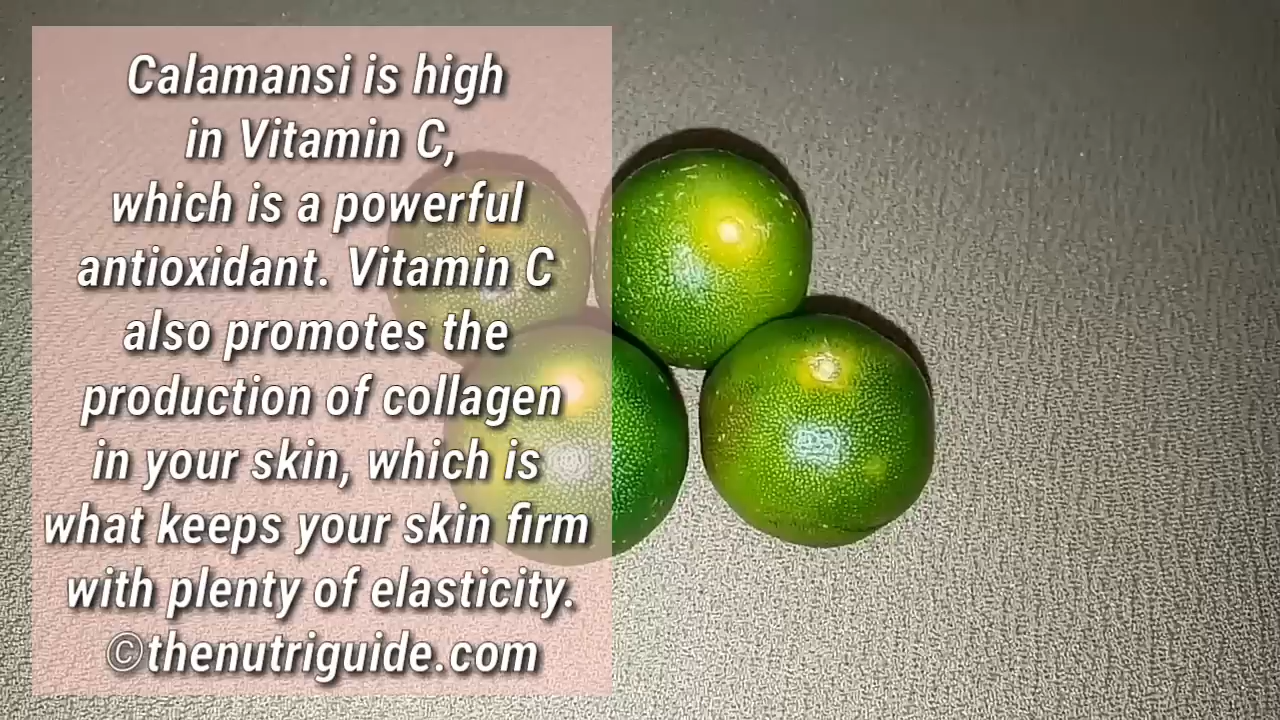 Calamansi is high
in Vitamin C,
which is a powerful
antioxidant. Vitamin C
also promotes the
production of collagen
in your skin, which is
what keeps your skin firm
with plenty of elasticity.
©thenutriguide.com